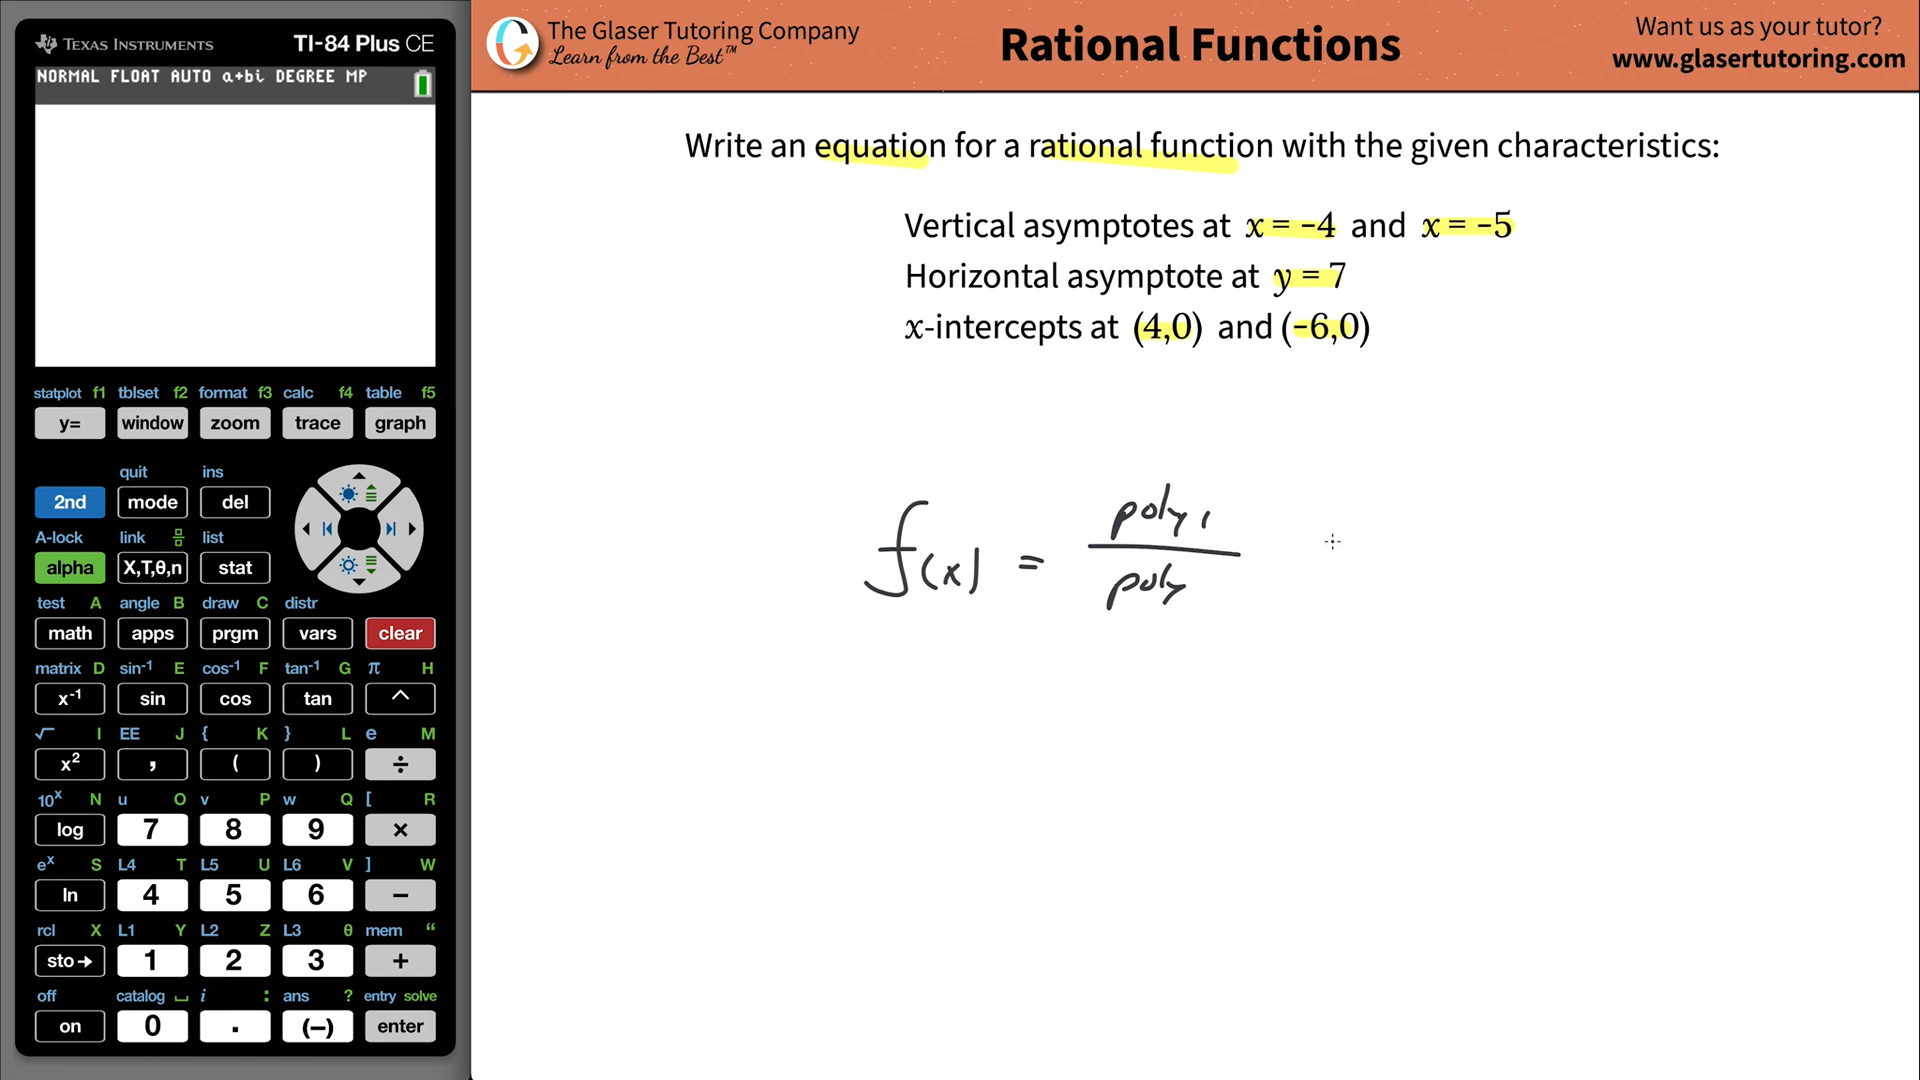 TEXAS INSTRUMENTS TI-84 Plus CE
NORMAL FLOAT AUTO a+bi DEGREE MP
statplot f1 tblset f2 format f3 calc f4 table f5
y= window zoom trace graph
quit ins
2nd mode del
A-lock link list
alpha X,T,θ,n stat
test A angle B draw C distr
math apps prgm vars clear
matrix D sin⁻¹ E cos⁻¹ F tan⁻¹ G π H
x⁻¹ sin cos tan ^
√ I EE J { K } L e M
x² , ( ) ÷
10ˣ N u O v P w Q [ R
log 7 8 9 ×
eˣ S L4 T L5 U L6 V ] W
ln 4 5 6 −
rcl X L1 Y L2 Z L3 θ mem “
sto→ 1 2 3 +
off catalog ⎵ i : ans ? entry solve
on 0 . (−) enter
The Glaser Tutoring Company
Learn from the Best™
Rational Functions
Want us as your tutor?
www.glasertutoring.com
Write an equation for a rational function with the given characteristics:
Vertical asymptotes at x = -4 and x = -5
Horizontal asymptote at y = 7
x-intercepts at (4,0) and (-6,0)
f(x) = poly, / poly